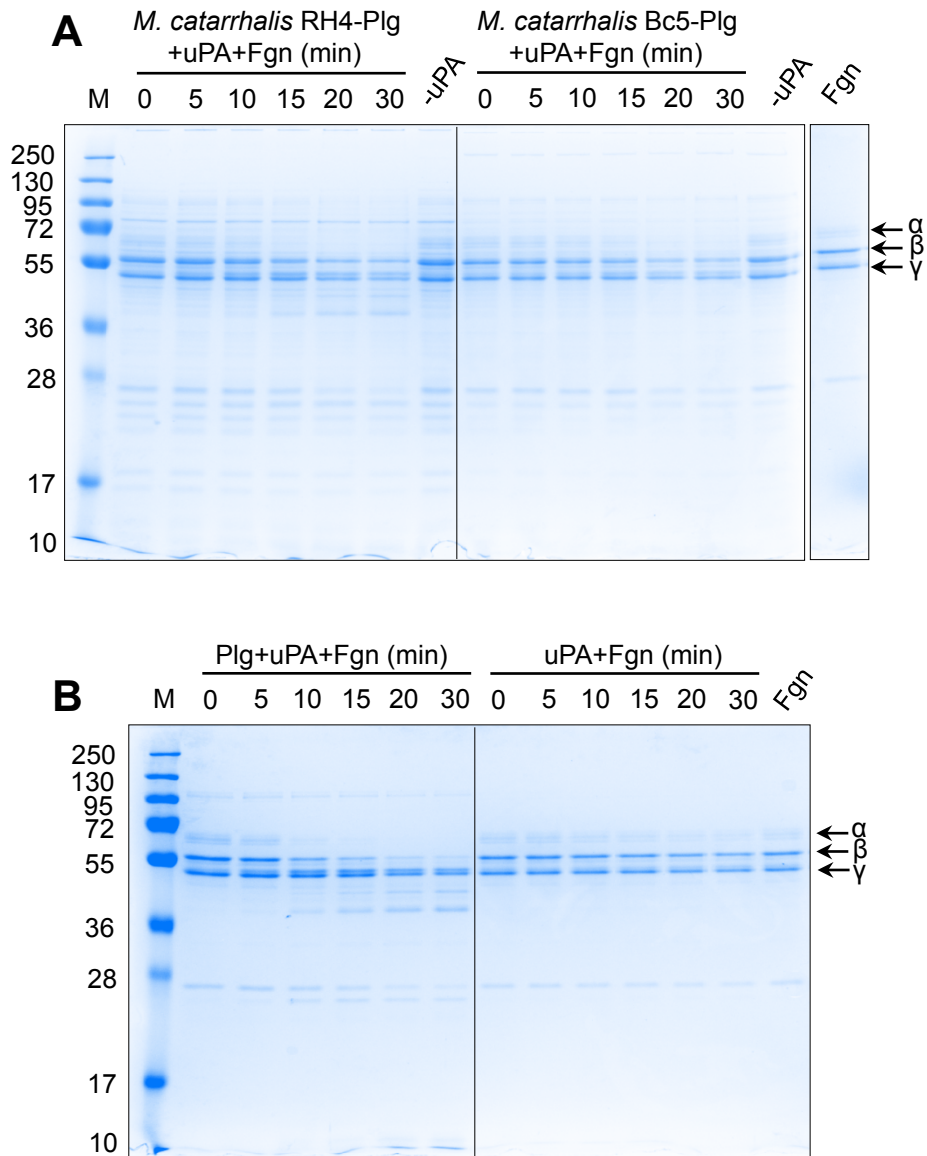 A
M. catarrhalis RH4-Plg
+uPA+Fgn (min)
M. catarrhalis Bc5-Plg
+uPA+Fgn (min)
M 0 5 10 15 20 30 -uPA 0 5 10 15 20 30 -uPA Fgn
250
130
95
72
55
36
28
17
10
α
β
γ
B
Plg+uPA+Fgn (min) uPA+Fgn (min)
M 0 5 10 15 20 30 0 5 10 15 20 30 Fgn
250
130
95
72
55
36
28
17
10
α
β
γ